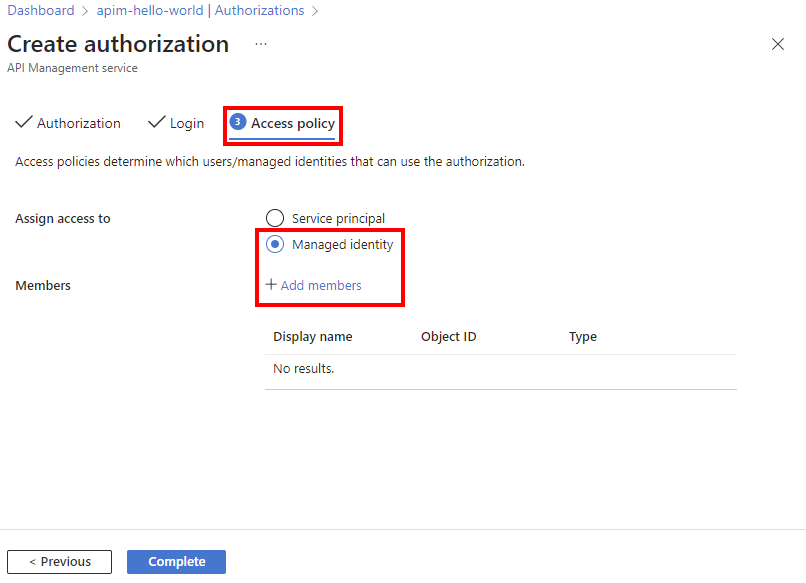 Dashboard > apim-hello-world | Authorizations >
Create authorization ...
API Management service
Authorization Login 3 Access policy
Access policies determine which users/managed identities that can use the authorization.
Assign access to Service principal
Managed identity
Members + Add members
Display name Object ID Type
No results.
< Previous Complete